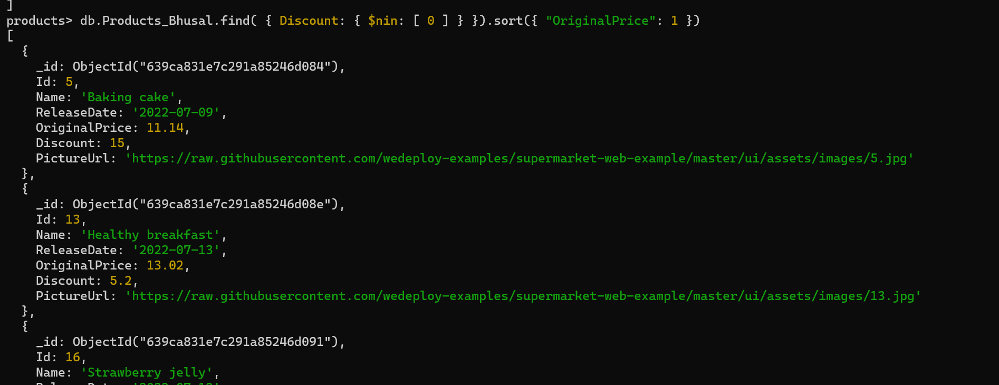 ]
products> db.Products_Bhusal.find( { Discount: { $nin: [ 0 ] } }).sort({ "OriginalPrice": 1 })
[
  {
    _id: ObjectId("639ca831e7c291a85246d084"),
    Id: 5,
    Name: 'Baking cake',
    ReleaseDate: '2022-07-09',
    OriginalPrice: 11.14,
    Discount: 15,
    PictureUrl: 'https://raw.githubusercontent.com/wedeploy-examples/supermarket-web-example/master/ui/assets/images/5.jpg'
  },
  {
    _id: ObjectId("639ca831e7c291a85246d08e"),
    Id: 13,
    Name: 'Healthy breakfast',
    ReleaseDate: '2022-07-13',
    OriginalPrice: 13.02,
    Discount: 5.2,
    PictureUrl: 'https://raw.githubusercontent.com/wedeploy-examples/supermarket-web-example/master/ui/assets/images/13.jpg'
  },
  {
    _id: ObjectId("639ca831e7c291a85246d091"),
    Id: 16,
    Name: 'Strawberry jelly',